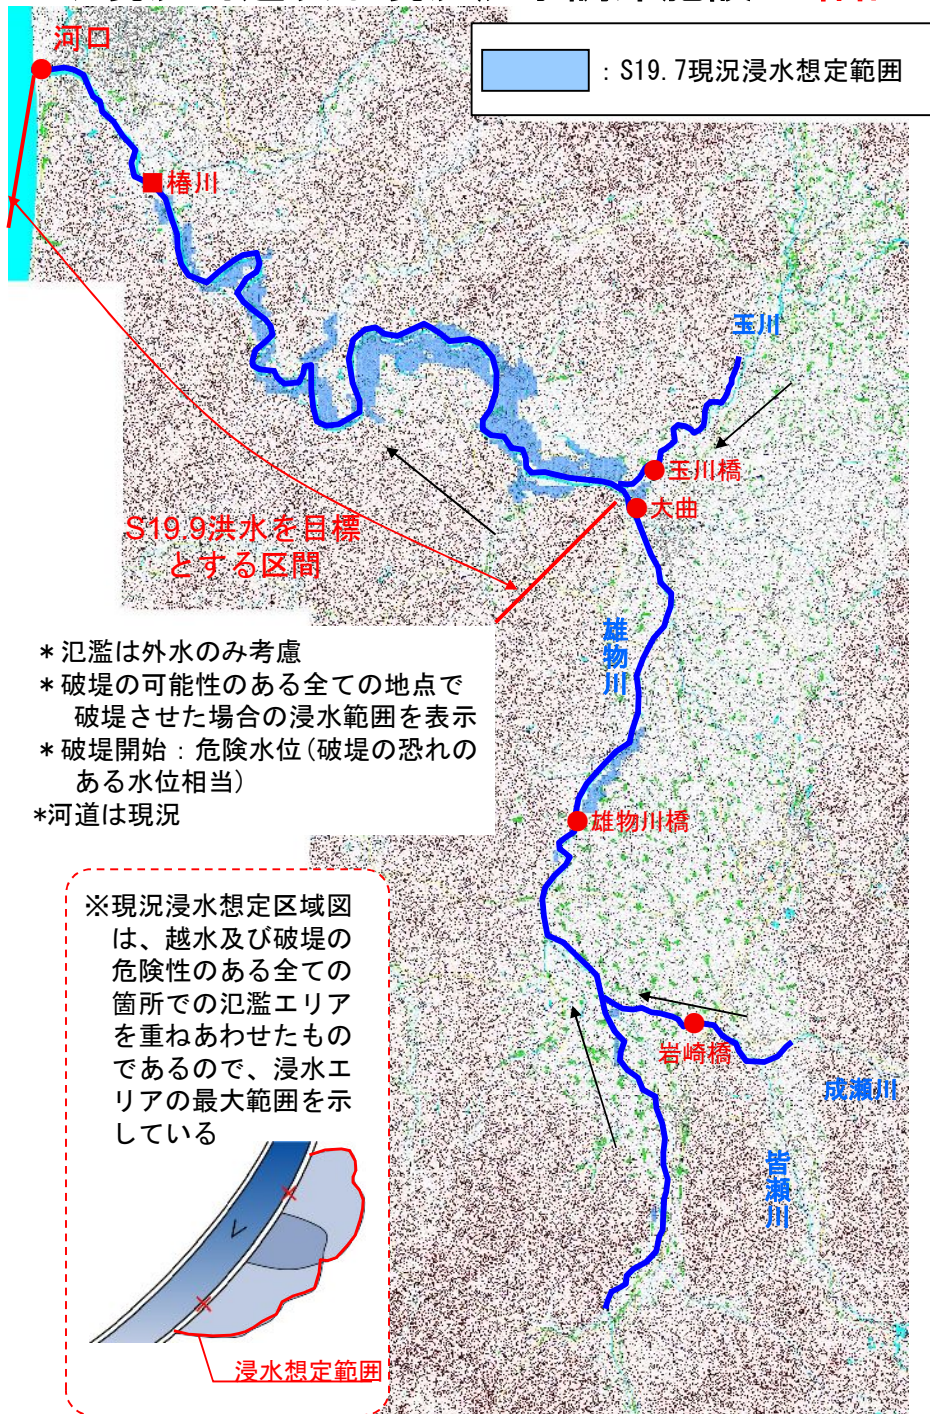 河口
：S19.7現況浸水想定範囲
椿川
玉川
玉川橋
大曲
S19.9洪水を目標
とする区間
雄物川
＊氾濫は外水のみ考慮
＊破堤の可能性のある全ての地点で
破堤させた場合の浸水範囲を表示
＊破堤開始：危険水位(破堤の恐れの
ある水位相当)
*河道は現況
雄物川橋
※現況浸水想定区域図
は、越水及び破堤の
危険性のある全ての
箇所での氾濫エリア
を重ねあわせたもの
であるので、浸水エ
リアの最大範囲を示
している
岩崎橋
成瀬川
皆瀬川
浸水想定範囲